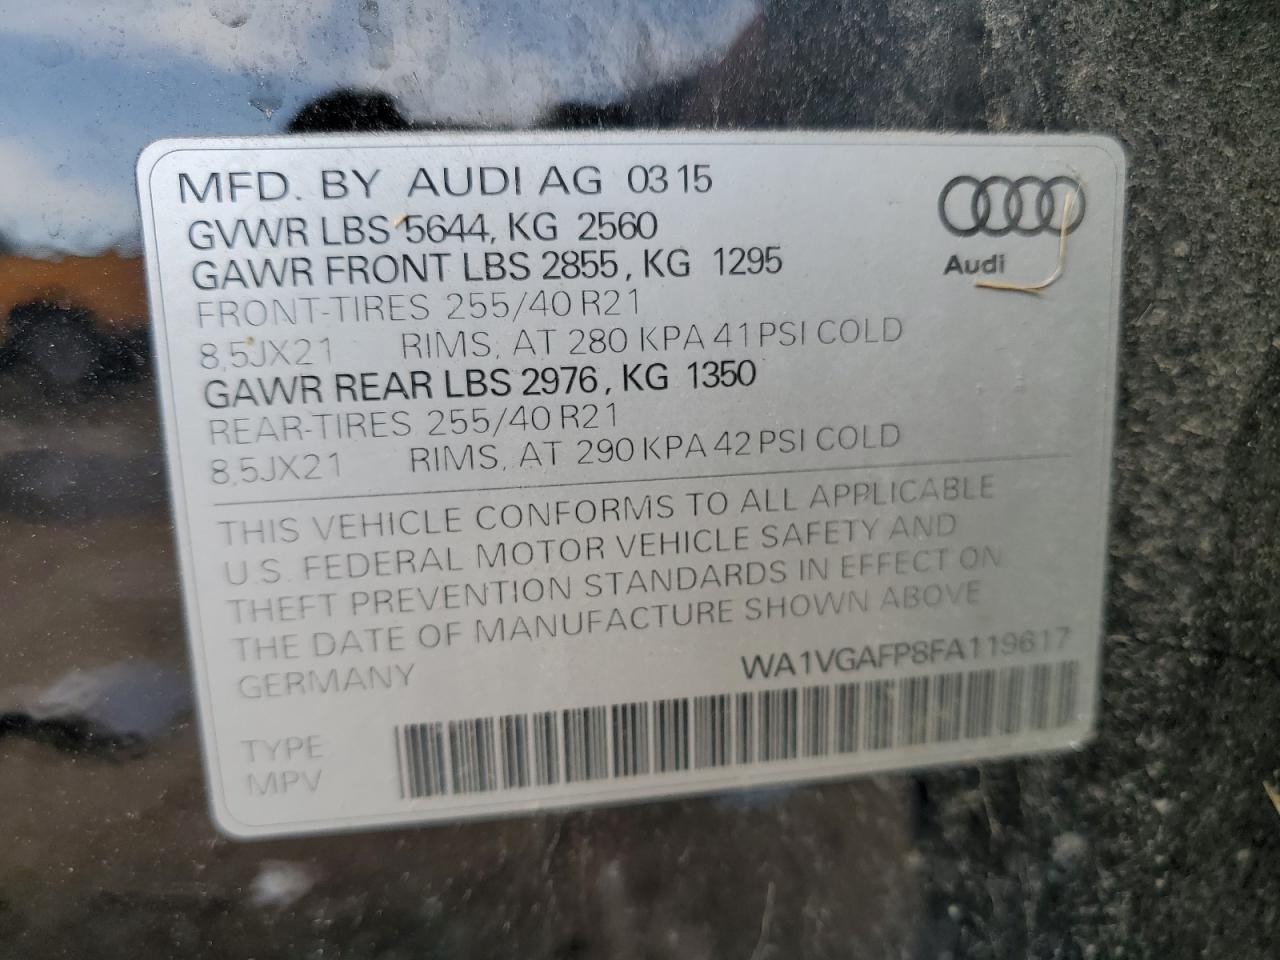 MFD. BY AUDI AG 03 15
GVWR LBS 5644, KG 2560
GAWR FRONT LBS 2855, KG 1295
FRONT-TIRES 255/40 R21
8,5JX21 RIMS, AT 280 KPA 41 PSI COLD
GAWR REAR LBS 2976, KG 1350
REAR-TIRES 255/40 R21
8,5JX21 RIMS, AT 290 KPA 42 PSI COLD
Audi
THIS VEHICLE CONFORMS TO ALL APPLICABLE
U.S. FEDERAL MOTOR VEHICLE SAFETY AND
THEFT PREVENTION STANDARDS IN EFFECT ON
THE DATE OF MANUFACTURE SHOWN ABOVE
GERMANY WA1VGAFP8FA119617
TYPE
MPV